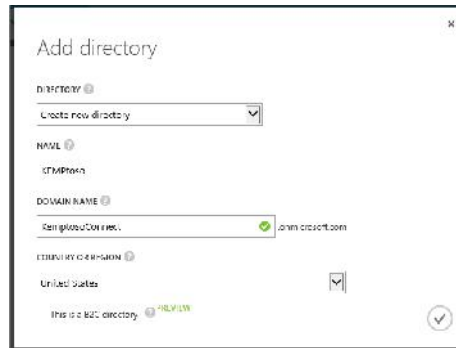 Add directory
DIRECTORY
Create new directory
NAME
KEMPtoso
DOMAIN NAME
KemptosoConnect
.onmicrosoft.com
COUNTRY OR REGION
United States
This is a B2C directory
PREVIEW